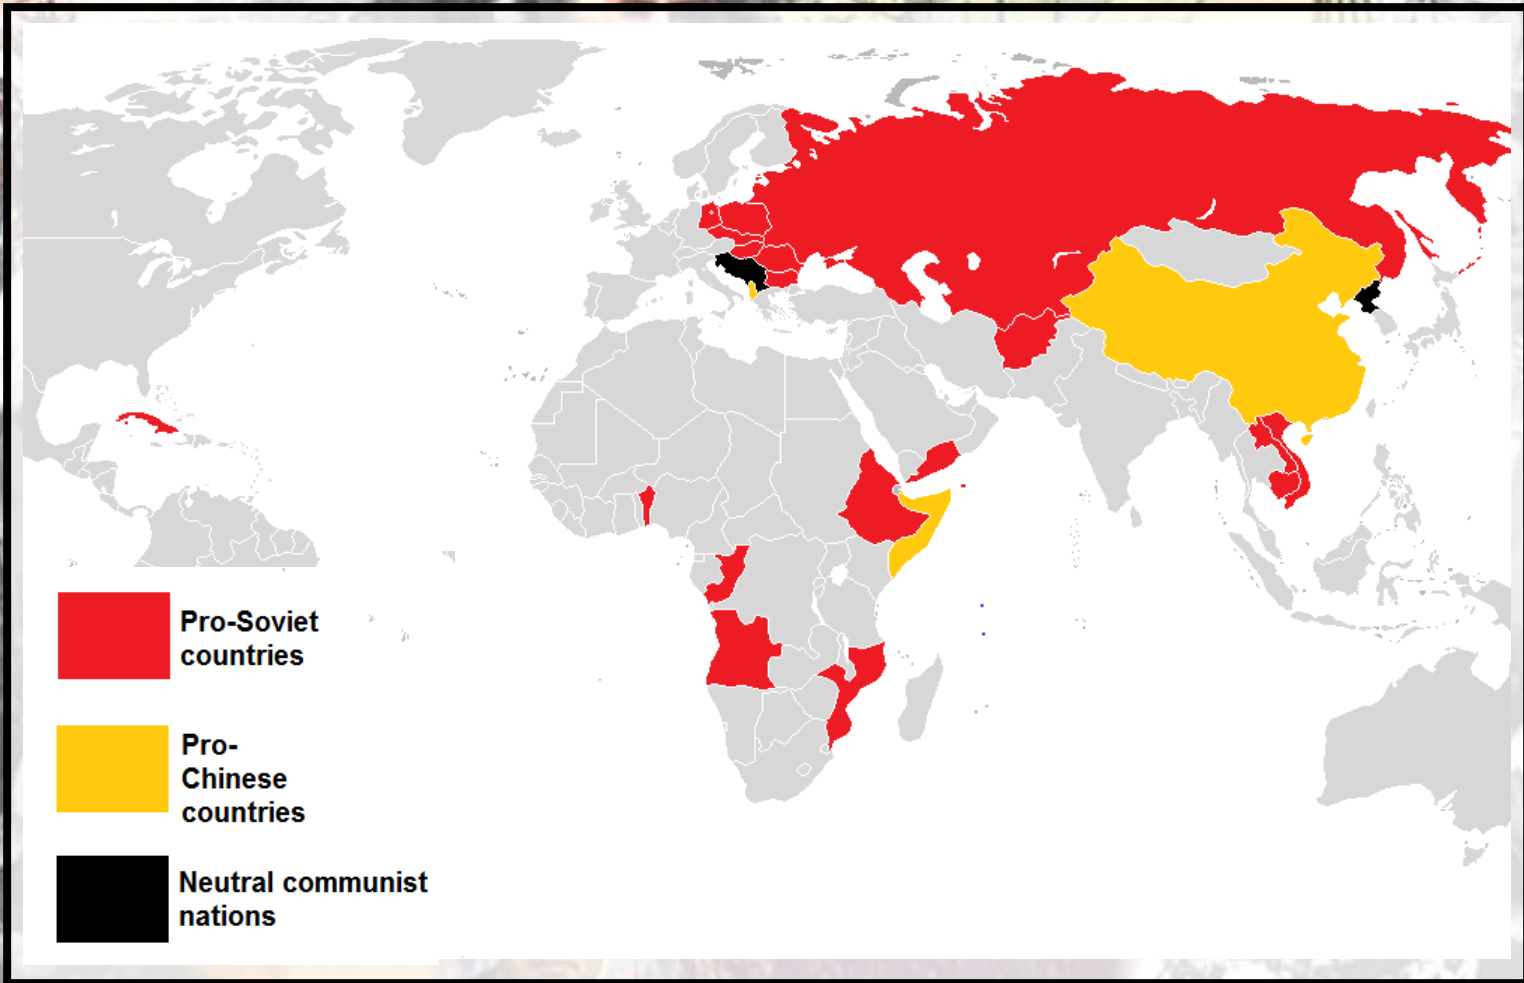 Pro-Soviet
countries
Pro-
Chinese
countries
Neutral communist
nations